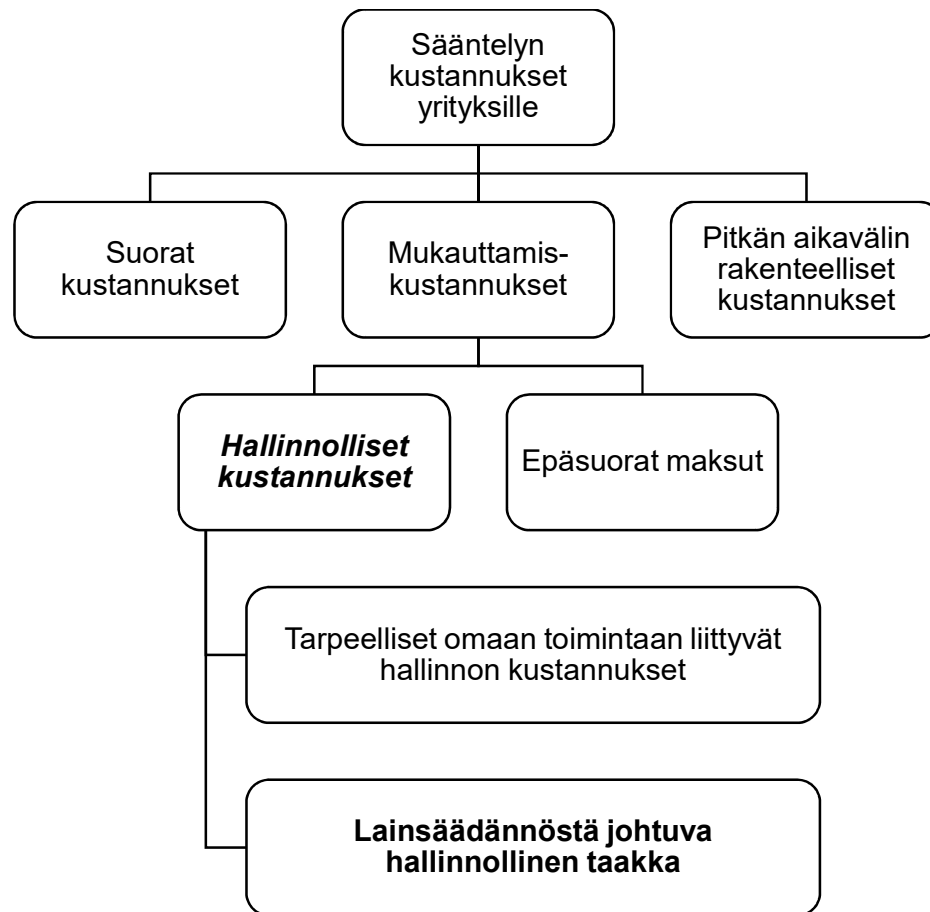 Sääntelyn
kustannukset
yrityksille
Suorat
kustannukset
Mukauttamis-
kustannukset
Pitkän aikavälin
rakenteelliset
kustannukset
Hallinnolliset
kustannukset
Epäsuorat maksut
Tarpeelliset omaan toimintaan liittyvät
hallinnon kustannukset
Lainsäädännöstä johtuva
hallinnollinen taakka